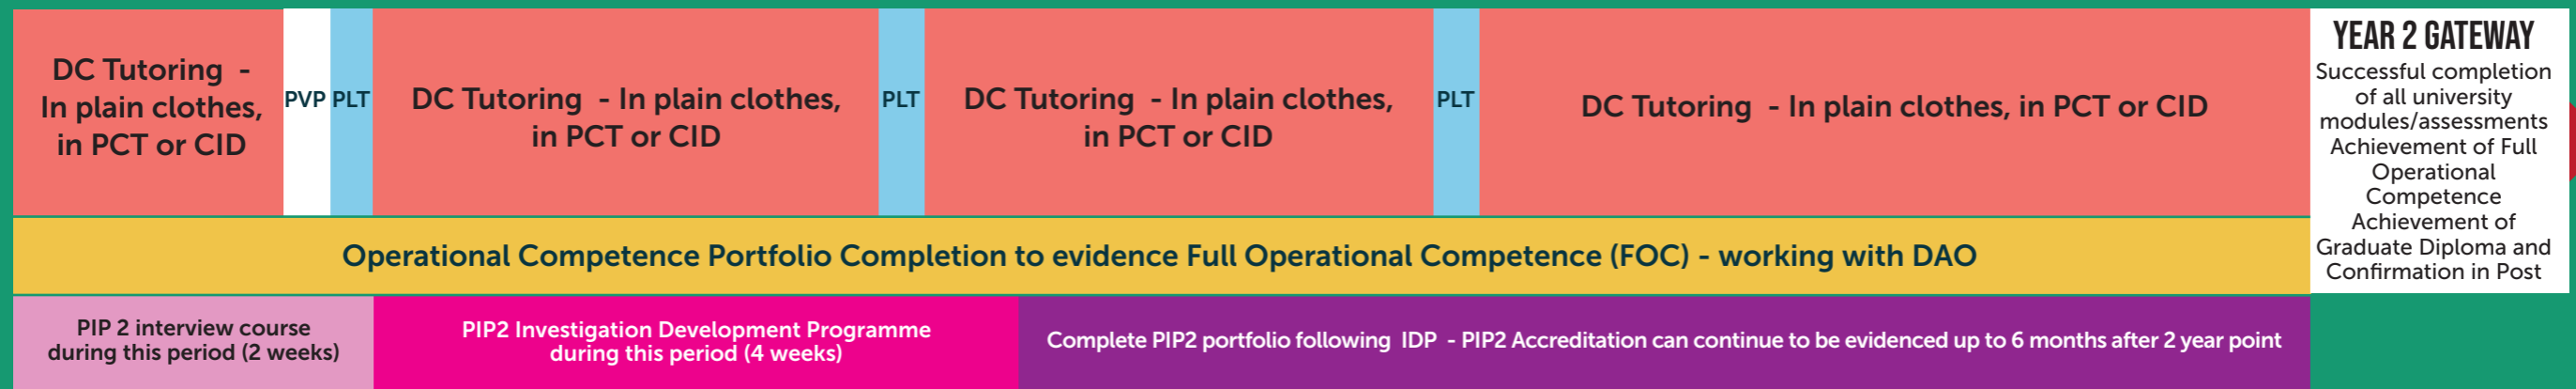 DC Tutoring  -
In plain clothes,
in PCT or CID
PVP
PLT
DC Tutoring  - In plain clothes,
in PCT or CID
PLT
DC Tutoring  - In plain clothes,
in PCT or CID
PLT
DC Tutoring  - In plain clothes, in PCT or CID
YEAR 2 GATEWAY
Successful completion
of all university
modules/assessments
Achievement of Full
Operational
Competence
Achievement of
Graduate Diploma and
Confirmation in Post
Operational Competence Portfolio Completion to evidence Full Operational Competence (FOC) - working with DAO
PIP 2 interview course
during this period (2 weeks)
PIP2 Investigation Development Programme
during this period (4 weeks)
Complete PIP2 portfolio following  IDP  - PIP2 Accreditation can continue to be evidenced up to 6 months after 2 year point